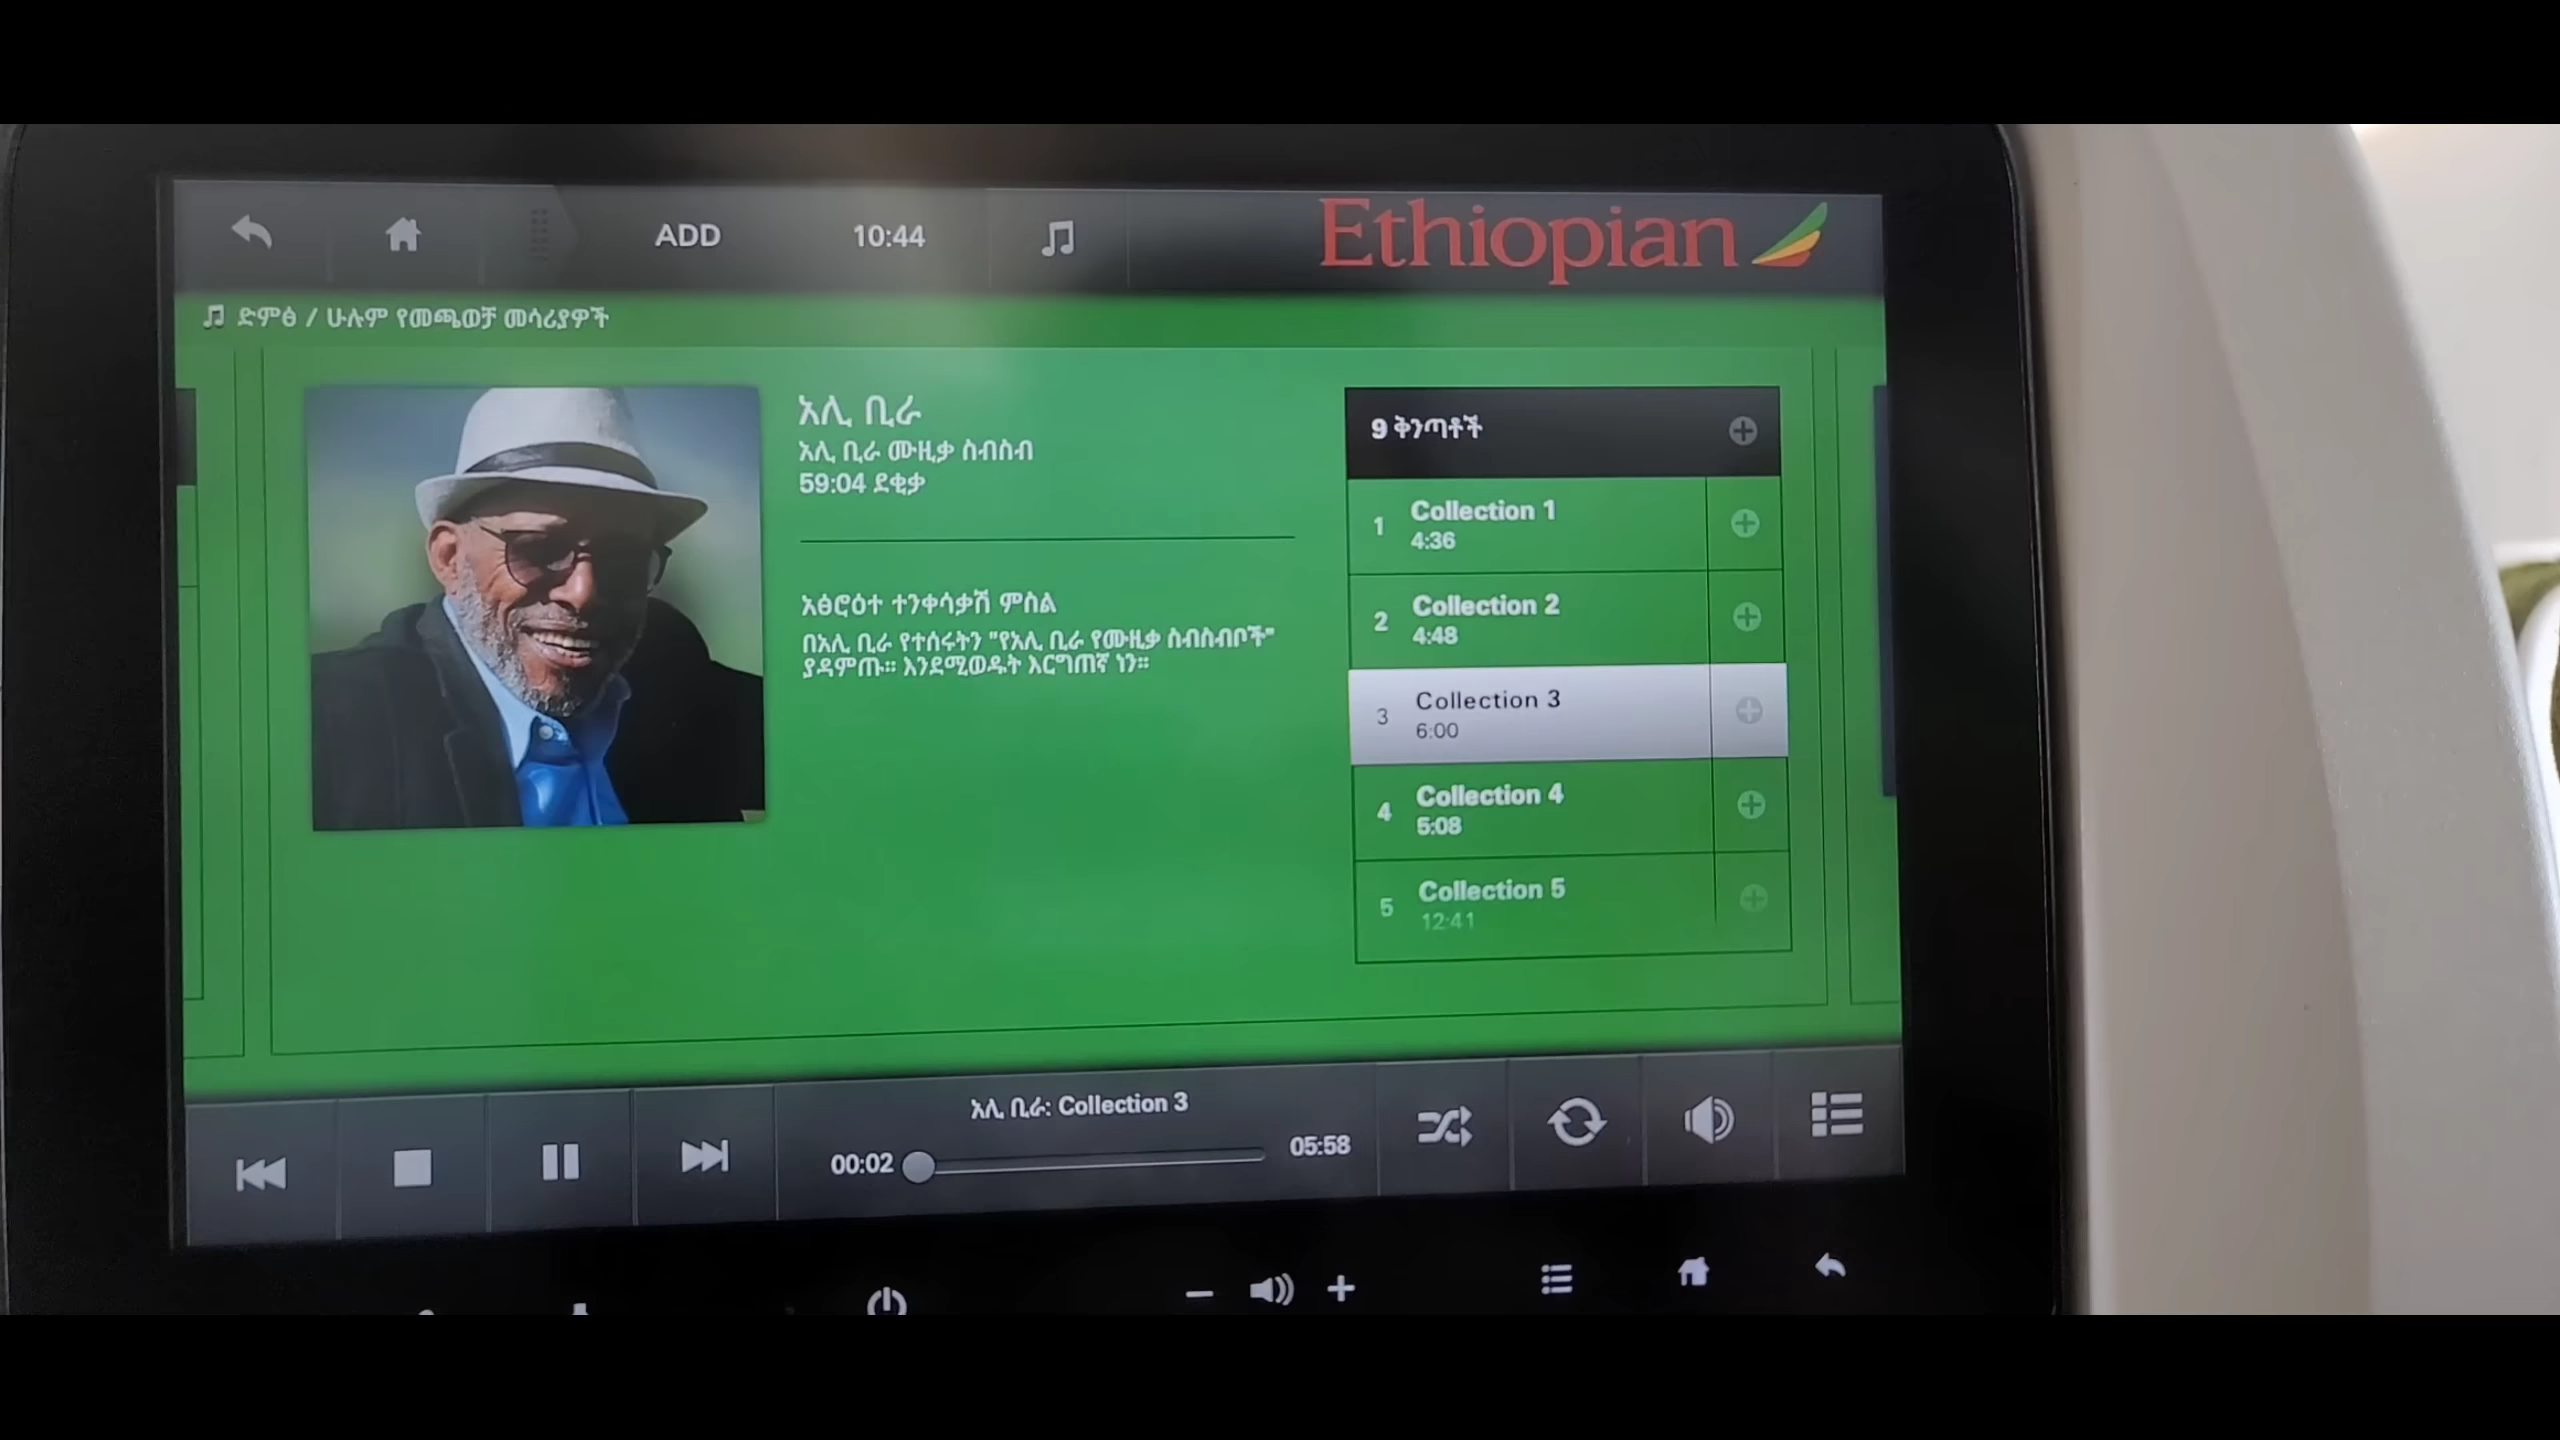 ADD 10:44 Ethiopian
ድምፅ / ሁሉም የመጫወቻ መሳሪያዎች
አሊ ቢራ
አሊ ቢራ ሙዚቃ ስብስብ
59:04 ደቂቃ
አፅሮዕተ ተንቀሳቃሽ ምስል
በአሊ ቢራ የተሰሩትን "የአሊ ቢራ የሙዚቃ ስብስብቦች"
ያዳምጡ። እንደሚወዱት እርግጠኛ ነን።
9 ቅንጣቶች
1 Collection 1
4:36
2 Collection 2
4:48
3 Collection 3
6:00
4 Collection 4
5:08
5 Collection 5
12:41
አሊ ቢራ: Collection 3
00:02 05:58